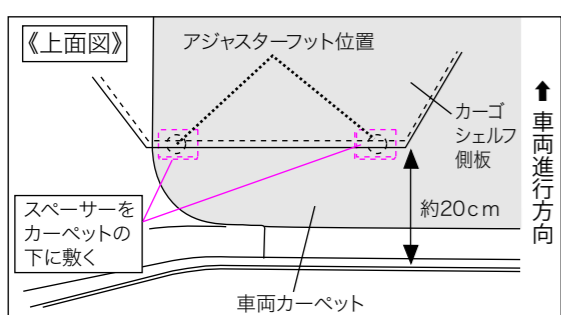 《上面図》
アジャスターフット位置
カーゴ
シェルフ
側板
車両進行方向
スペーサーを
カーペットの
下に敷く
約20cm
車両カーペット